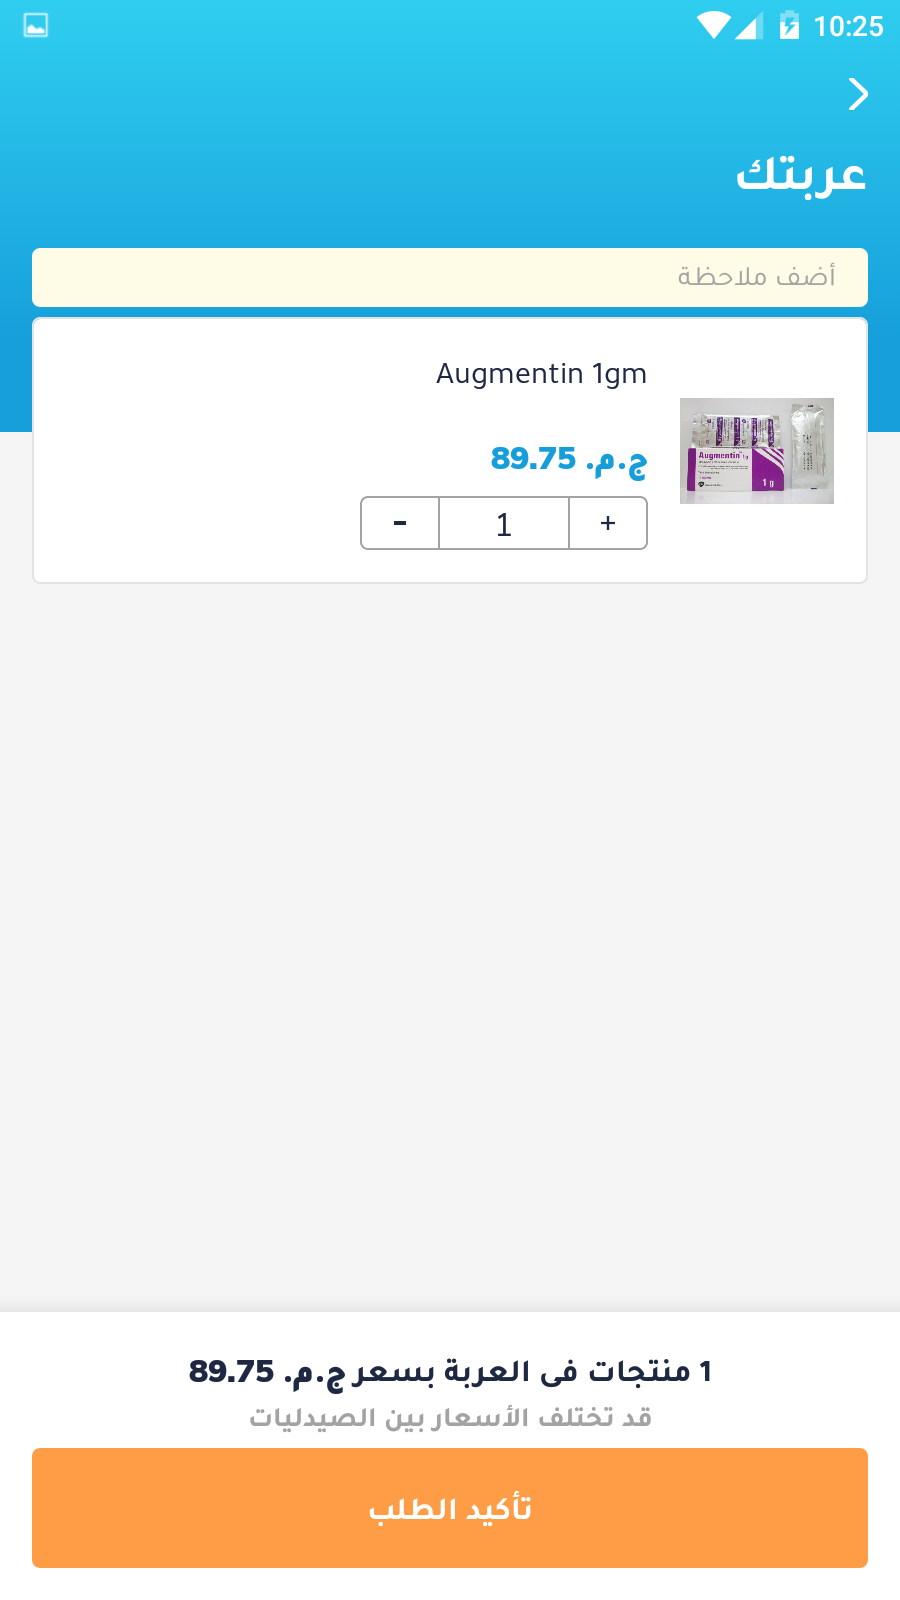 10:25
عربتك
أضف ملاحظة
Augmentin 1gm
Augmentin 1g
1 g
ج.م. 89.75
- 1 +
1 منتجات فى العربة بسعر ج.م. 89.75
قد تختلف الأسعار بين الصيدليات
تأكيد الطلب